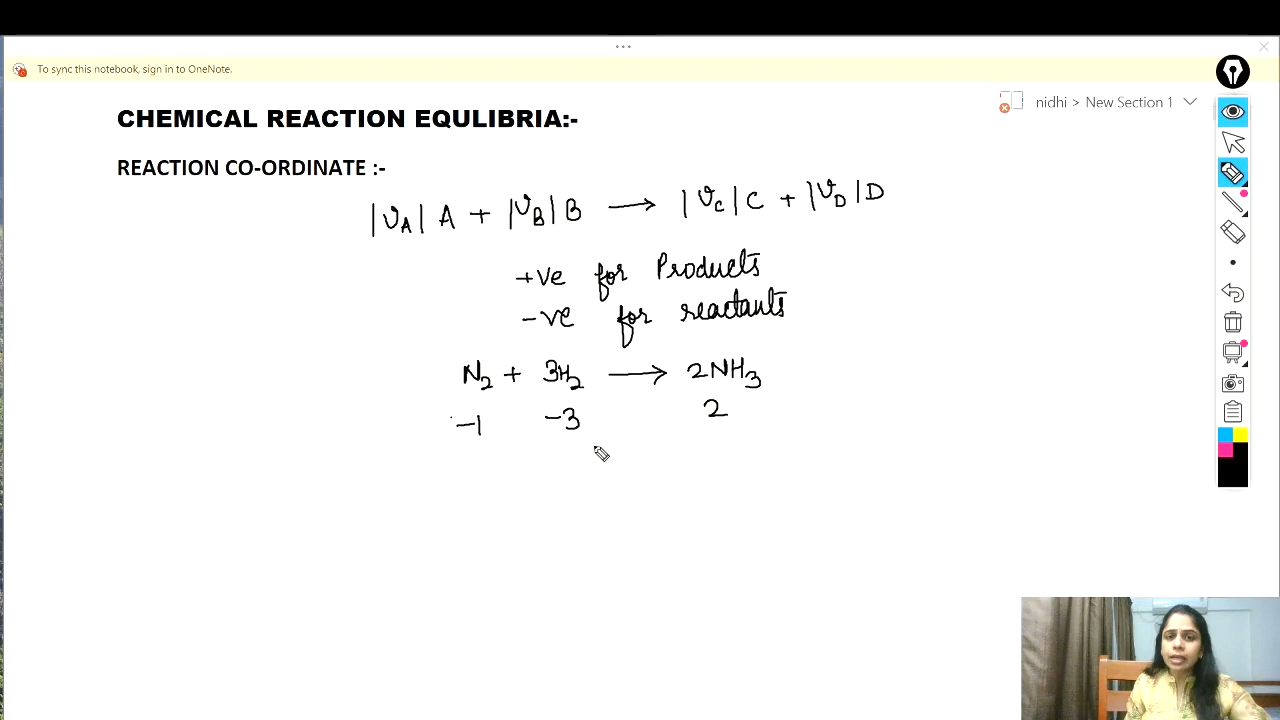 To sync this notebook, sign in to OneNote.
nidhi > New Section 1
CHEMICAL REACTION EQULIBRIA:-
REACTION CO-ORDINATE :-
|νA| A + |νB| B ⟶ |νC| C + |νD| D
+ve for Products
-ve for reactants
N₂ + 3H₂ ⟶ 2NH₃
-1 -3 2